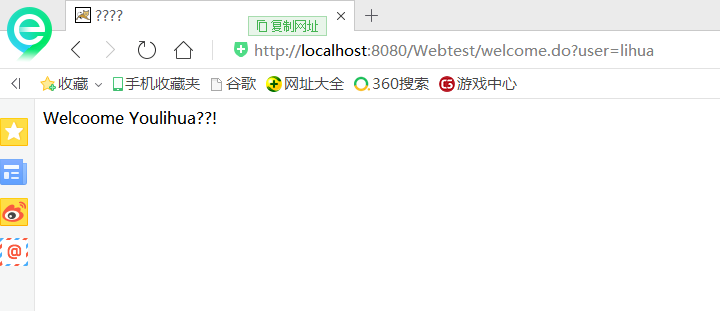 ????
复制网址
http://localhost:8080/Webtest/welcome.do?user=lihua
收藏 手机收藏夹 谷歌 网址大全 360搜索 游戏中心
Welcoome Youlihua??!
@